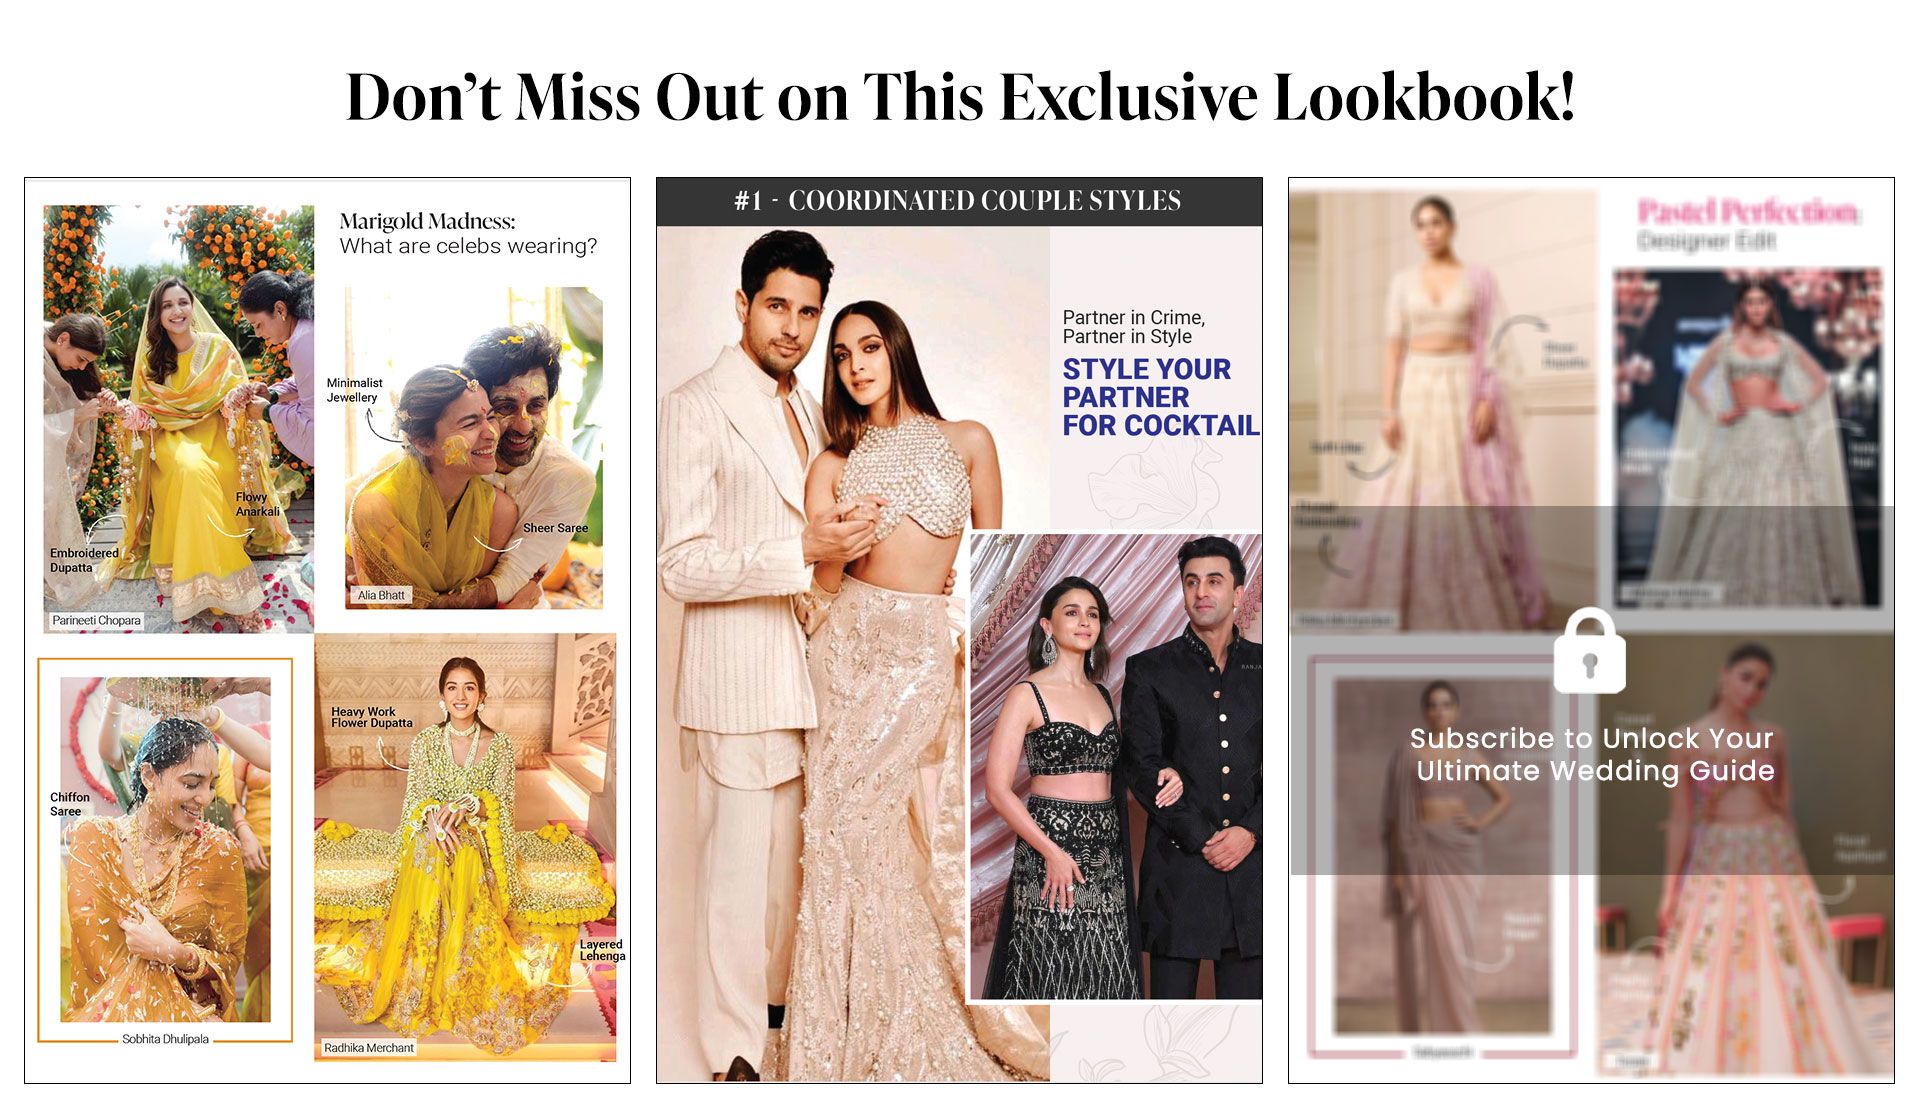 Don’t Miss Out on This Exclusive Lookbook!
Marigold Madness:
What are celebs wearing?
Flowy
Anarkali
Embroidered
Dupatta
Parineeti Chopara
Minimalist
Jewellery
Sheer Saree
Alia Bhatt
Chiffon
Saree
Sobhita Dhulipala
Heavy Work
Flower Dupatta
Layered
Lehenga
Radhika Merchant
#1 - COORDINATED COUPLE STYLES
Partner in Crime,
Partner in Style
STYLE YOUR
PARTNER
FOR COCKTAIL
RANJA
Pastel Perfection
Designer Edit
Subscribe to Unlock Your
Ultimate Wedding Guide